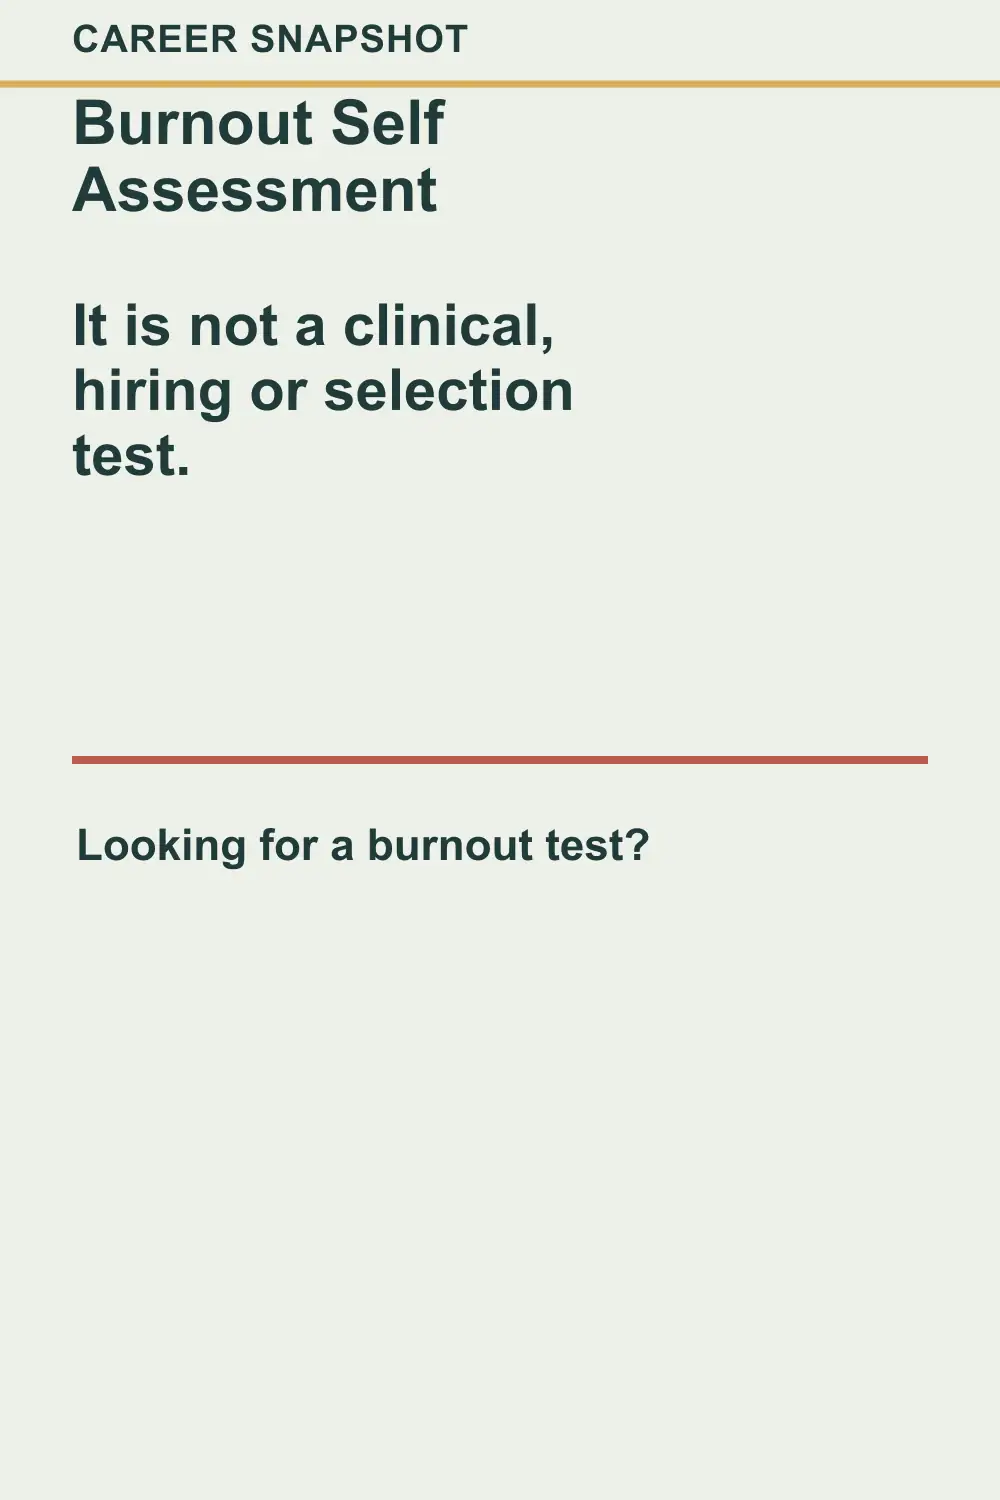 CAREER SNAPSHOT
Burnout Self
Assessment
It is not a clinical,
hiring or selection
test.
Looking for a burnout test?